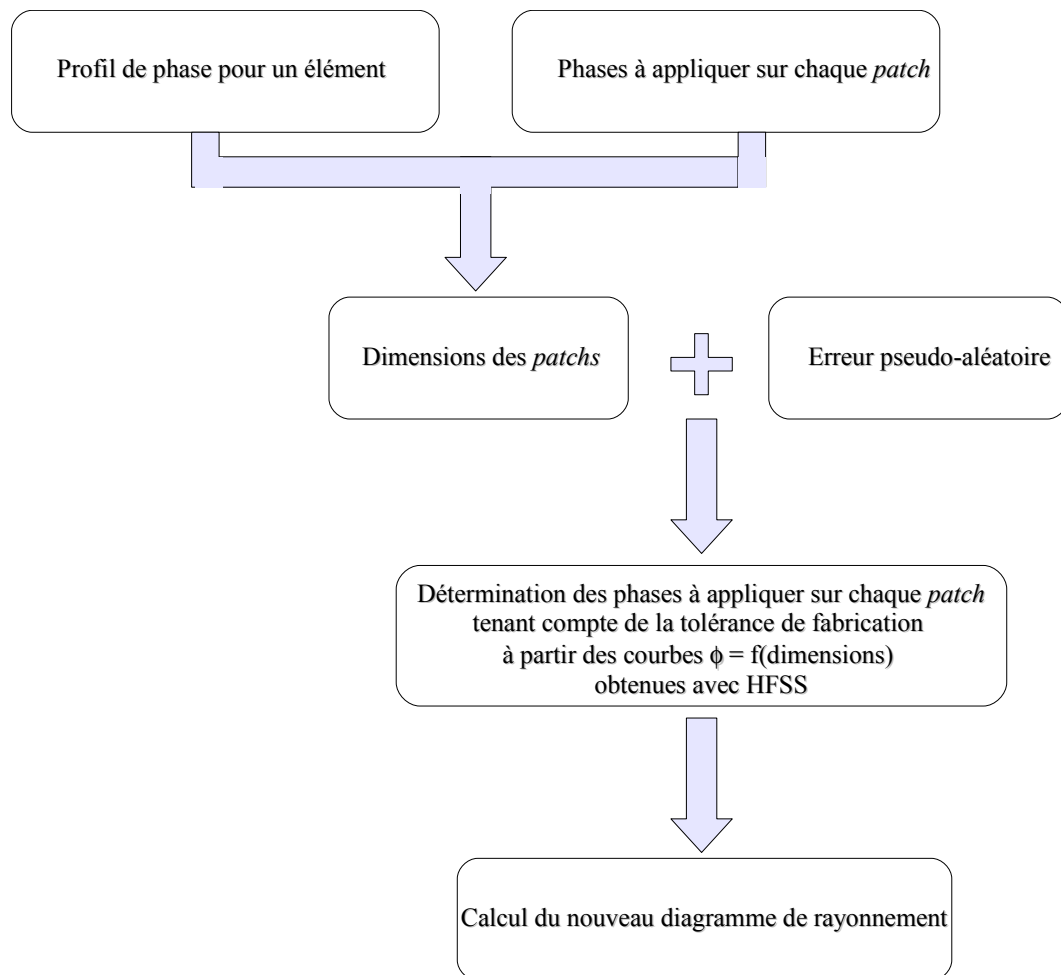 Profil de phase pour un élément
Phases à appliquer sur chaque patch
Dimensions des patchs
Erreur pseudo-aléatoire
Détermination des phases à appliquer sur chaque patch
tenant compte de la tolérance de fabrication
à partir des courbes ϕ = f(dimensions)
obtenues avec HFSS
Calcul du nouveau diagramme de rayonnement